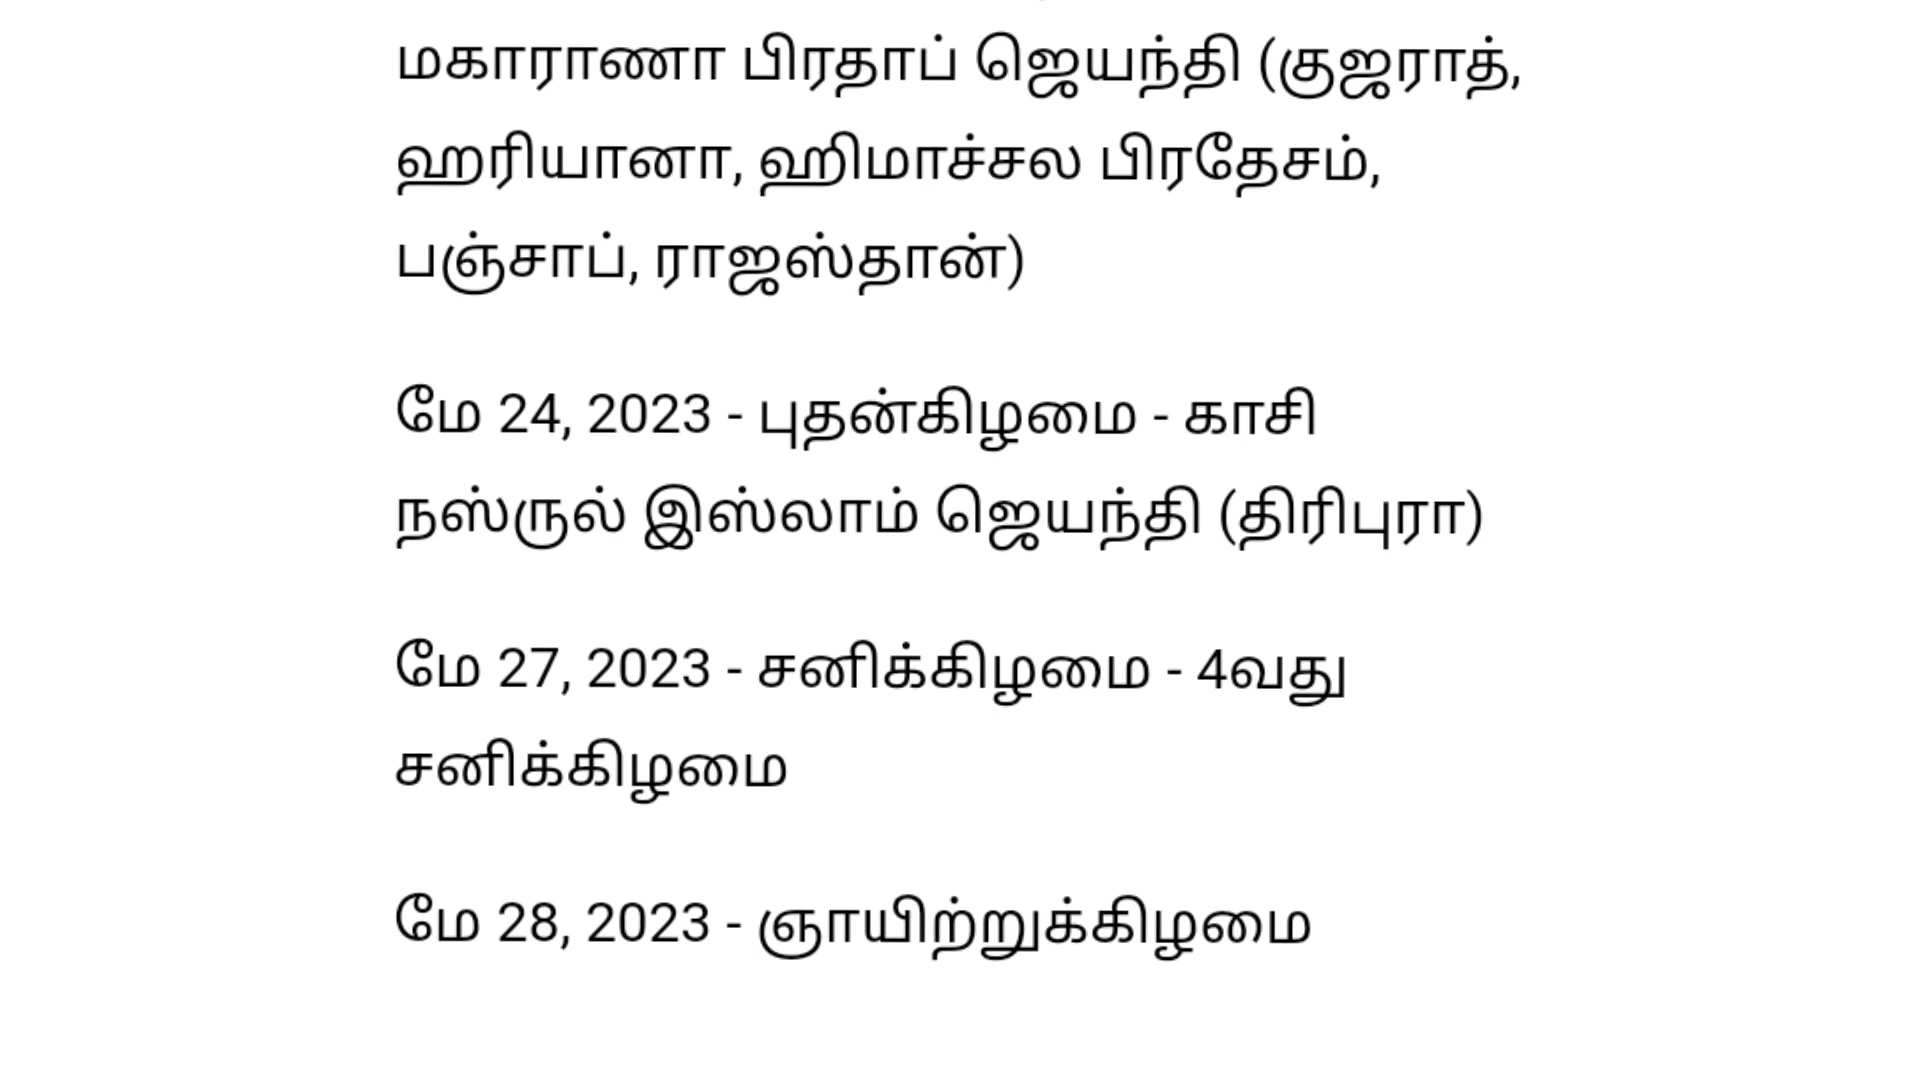 மகாராணா பிரதாப் ஜெயந்தி (குஜராத்,
ஹரியானா, ஹிமாச்சல பிரதேசம்,
பஞ்சாப், ராஜஸ்தான்)
மே 24, 2023 - புதன்கிழமை - காசி
நஸ்ருல் இஸ்லாம் ஜெயந்தி (திரிபுரா)
மே 27, 2023 - சனிக்கிழமை - 4வது
சனிக்கிழமை
மே 28, 2023 - ஞாயிற்றுக்கிழமை